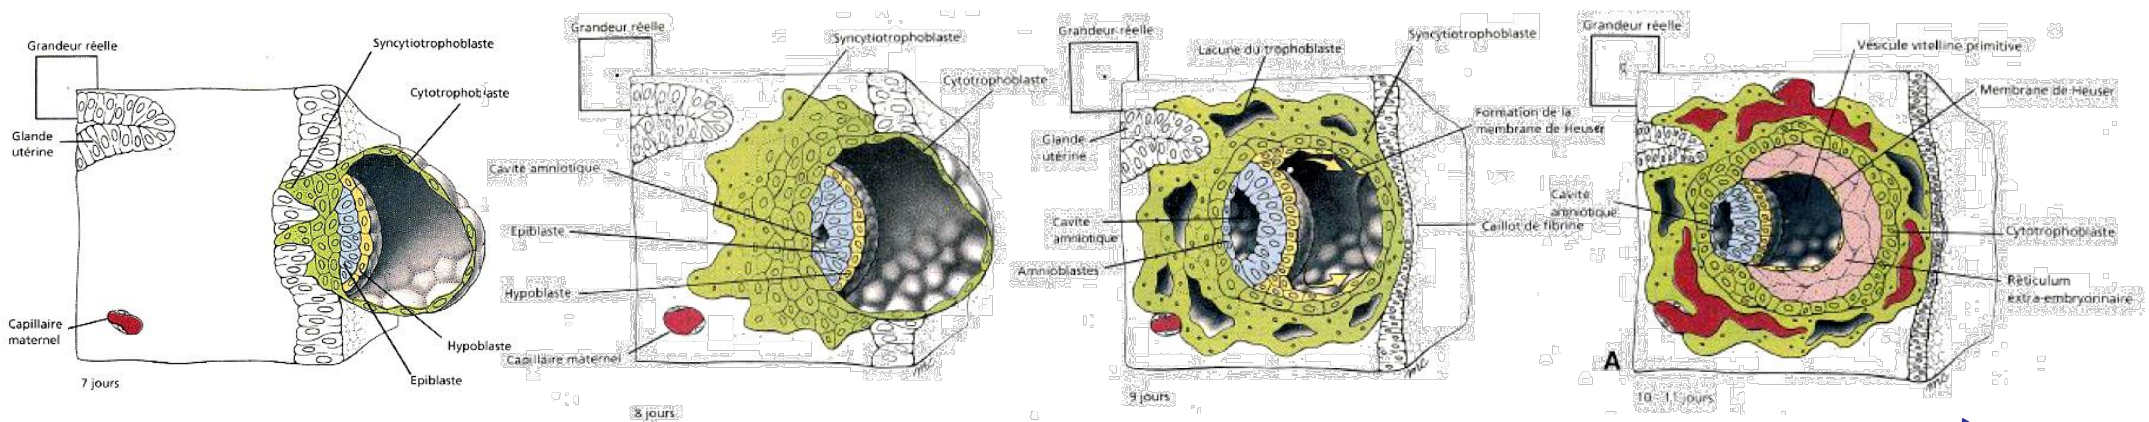 Grandeur réelle
Syncytiotrophoblaste
Cytotrophoblaste
Glande
utérine
Capillaire
maternel
Hypoblaste
Epiblaste
7 jours
Grandeur réelle
Syncytiotrophoblaste
Cytotrophoblaste
Cavité amniotique
Epiblaste
Hypoblaste
Capillaire maternel
8 jours
Grandeur réelle
Lacune du trophoblaste
Syncytiotrophoblaste
Formation de la
membrane de Heuser
Glande
utérine
Cavité
amniotique
Caillot de fibrine
Amnioblastes
9 jours
Grandeur réelle
Vésicule vitelline primitive
Membrane de Heuser
Cavité
amniotique
Cytotrophoblaste
Réticulum
extra-embryonnaire
A
10 - 11 jours